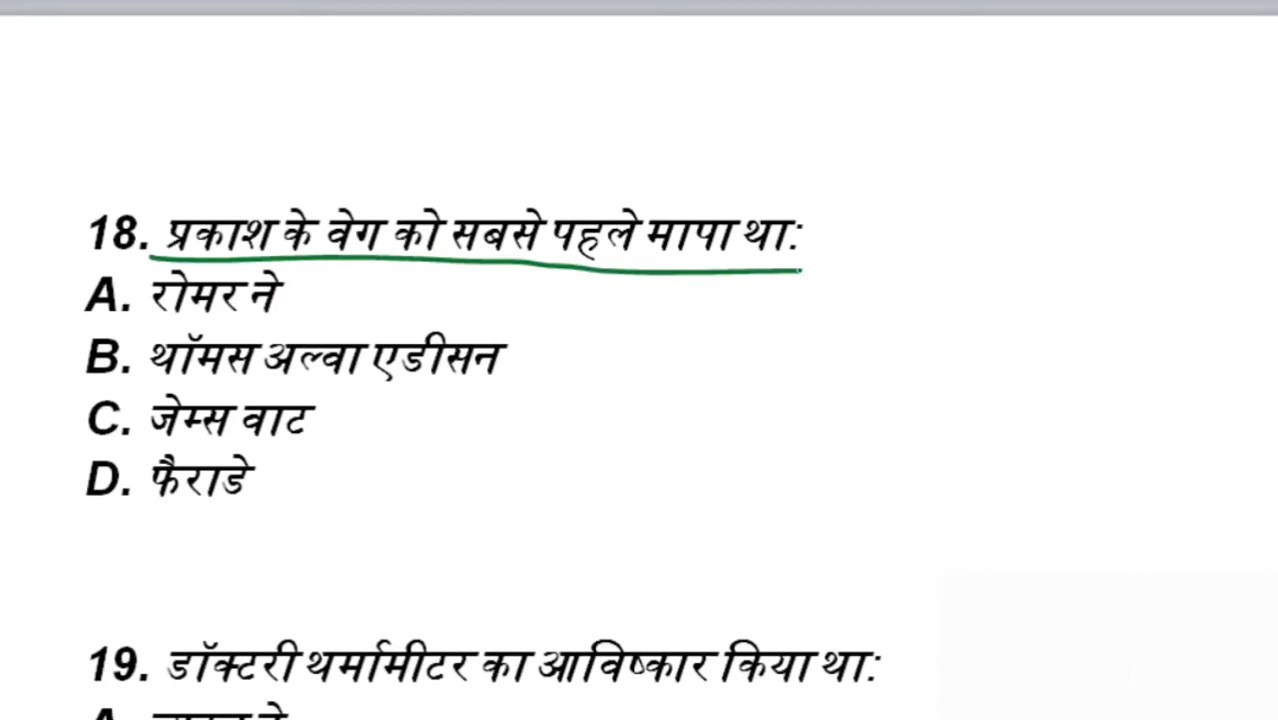 18. प्रकाश के वेग को सबसे पहले मापा था:
A. रोमर ने
B. थॉमस अल्वा एडीसन
C. जेम्स वाट
D. फैराडे
19. डॉक्टरी थर्मामीटर का आविष्कार किया था: